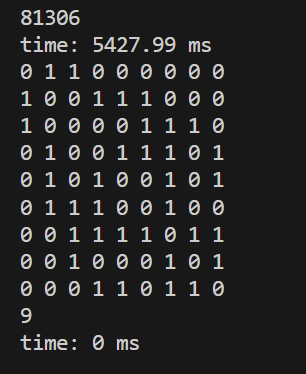 81306
time: 5427.99 ms
0 1 1 0 0 0 0 0 0
1 0 0 1 1 1 0 0 0
1 0 0 0 0 1 1 1 0
0 1 0 0 1 1 1 0 1
0 1 0 1 0 0 1 0 1
0 1 1 1 0 0 1 0 0
0 0 1 1 1 1 0 1 1
0 0 1 0 0 0 1 0 1
0 0 0 1 1 0 1 1 0
9
time: 0 ms